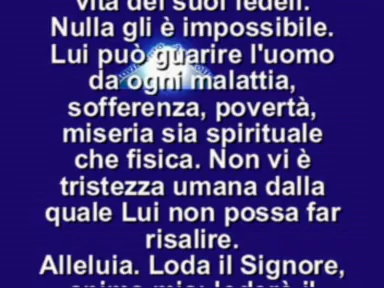 vita dei suoi fedeli.
Nulla gli è impossibile.
Lui può guarire l'uomo
da ogni malattia,
sofferenza, povertà,
miseria sia spirituale
che fisica. Non vi è
tristezza umana dalla
quale Lui non possa far
risalire.
Alleluia. Loda il Signore,
anima mia: loderò il